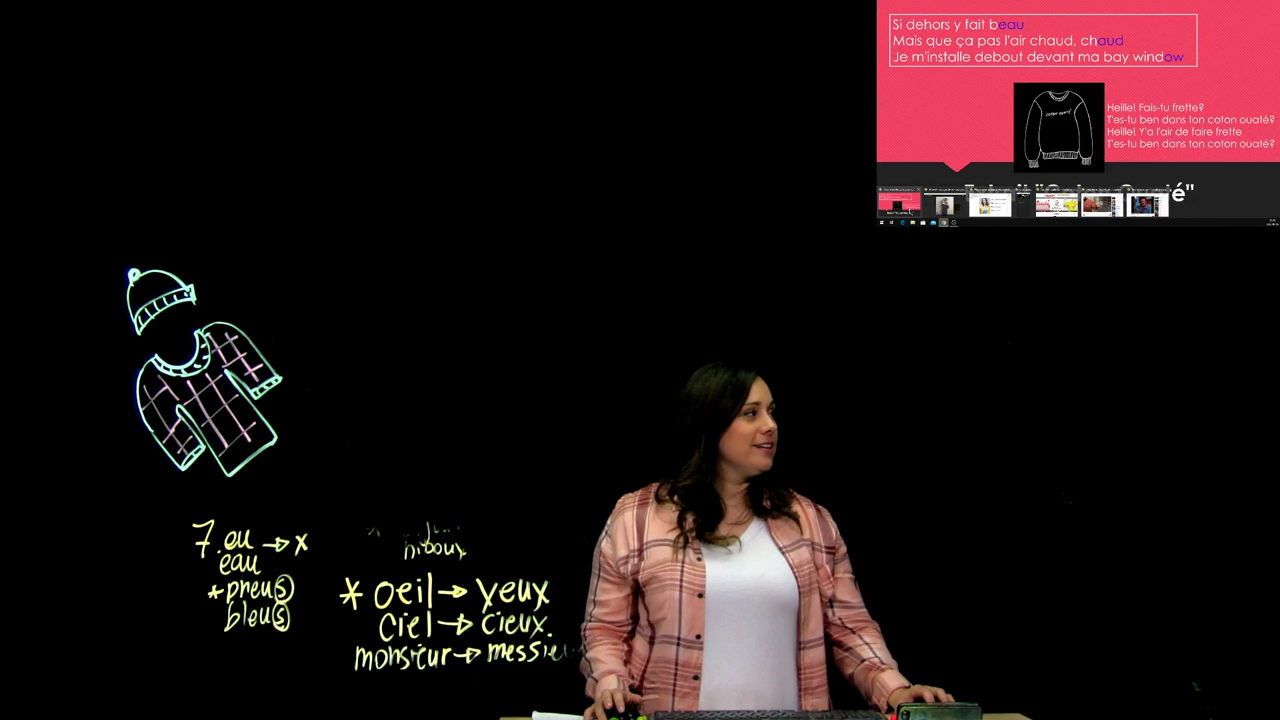 Si dehors y fait beau
Mais que ça pas l'air chaud, chaud
Je m'installe debout devant ma bay window
Heille! Fais-tu frette?
T'es-tu ben dans ton coton ouaté?
Heille! Y'a l'air de faire frette
T'es-tu ben dans ton coton ouaté?
coton ouaté
7. eu → x
eau
* pneus
bleus
hiboux
* oeil → yeux
ciel → cieux.
monsieur →